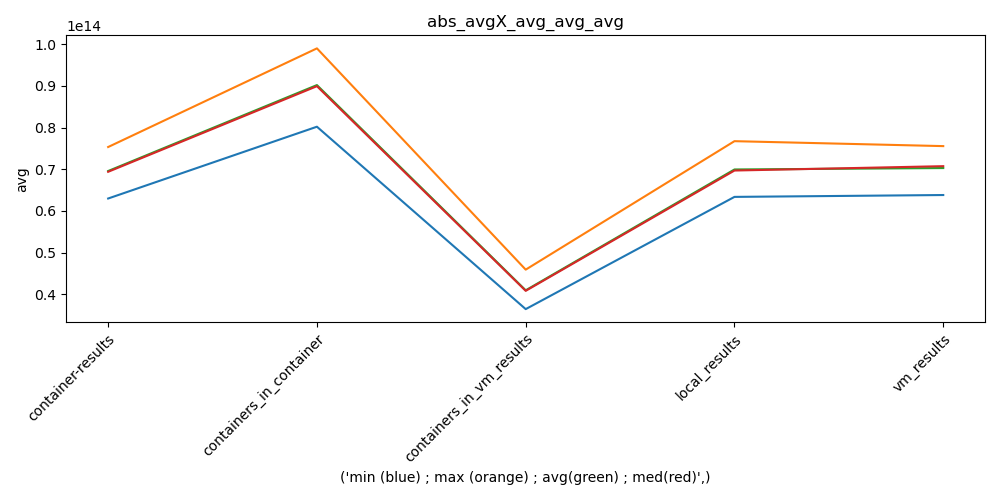 abs_avgX_avg_avg_avg
1e14
1.0
0.9
0.8
0.7
0.6
0.5
0.4
avg
container-results
containers_in_container
containers_in_vm_results
local_results
vm_results
('min (blue) ; max (orange) ; avg(green) ; med(red)',)